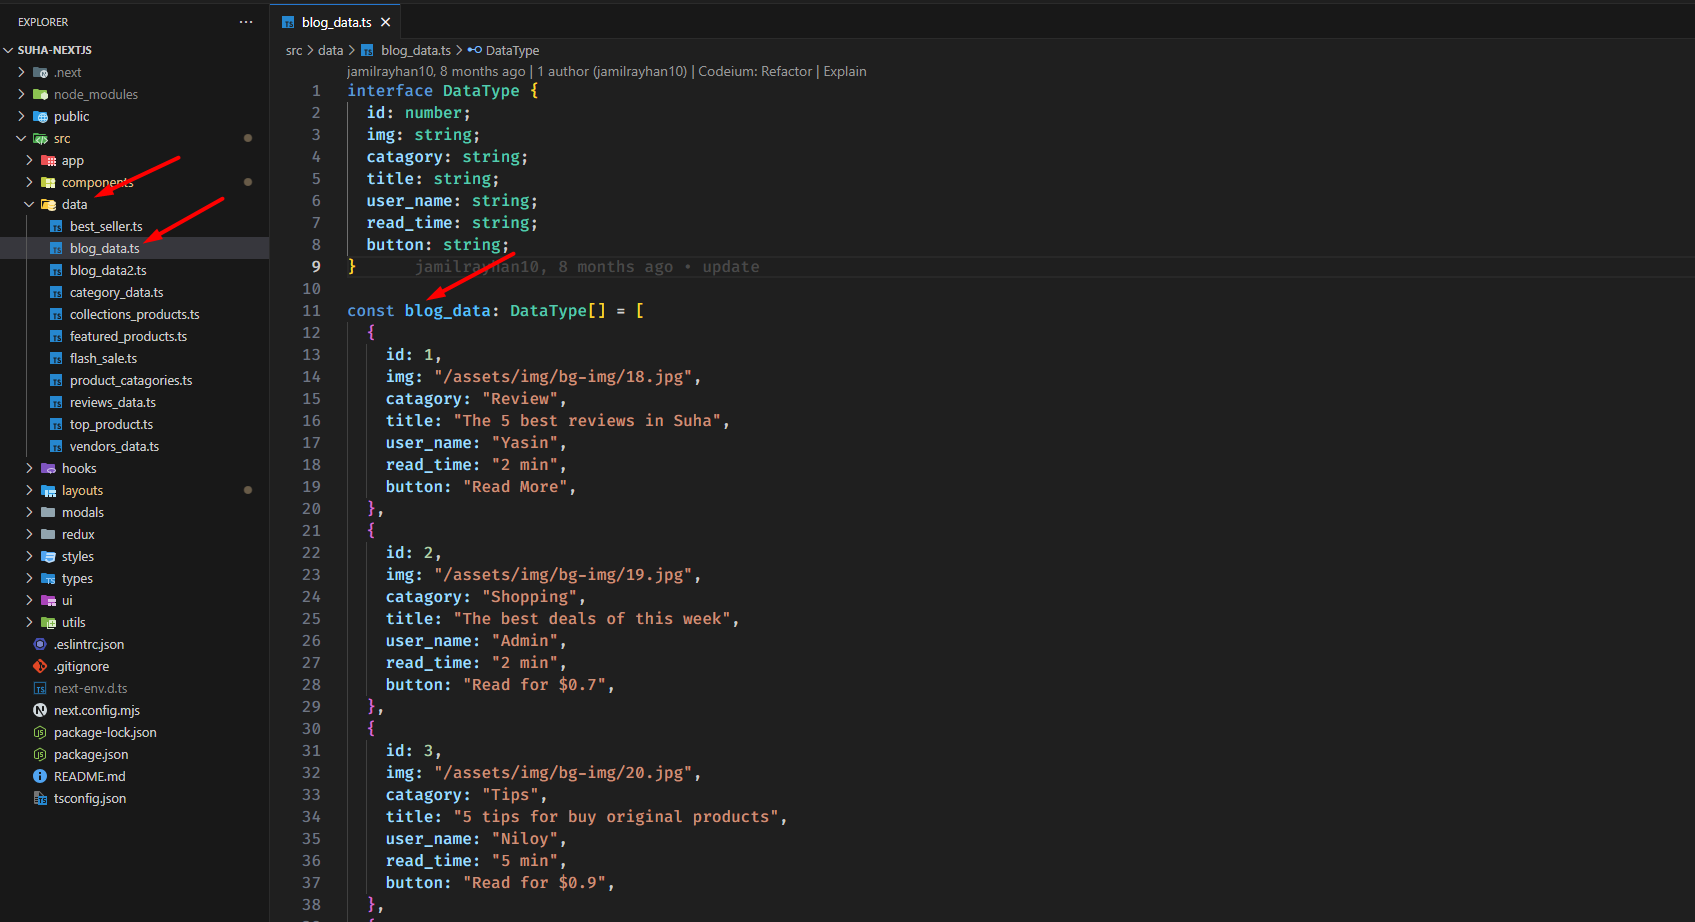 EXPLORER
SUHA-NEXTJS
.next
node_modules
public
src
app
components
data
best_seller.ts
blog_data.ts
blog_data2.ts
category_data.ts
collections_products.ts
featured_products.ts
flash_sale.ts
product_catagories.ts
reviews_data.ts
top_product.ts
vendors_data.ts
hooks
layouts
modals
redux
styles
types
ui
utils
.eslintrc.json
.gitignore
next-env.d.ts
next.config.mjs
package-lock.json
package.json
README.md
tsconfig.json
blog_data.ts
src > data > blog_data.ts > DataType
jamilrayhan10, 8 months ago | 1 author (jamilrayhan10) | Codeium: Refactor | Explain
1 interface DataType {
2 id: number;
3 img: string;
4 catagory: string;
5 title: string;
6 user_name: string;
7 read_time: string;
8 button: string;
9 } jamilrayhan10, 8 months ago • update
10
11 const blog_data: DataType[] = [
12 {
13 id: 1,
14 img: "/assets/img/bg-img/18.jpg",
15 catagory: "Review",
16 title: "The 5 best reviews in Suha",
17 user_name: "Yasin",
18 read_time: "2 min",
19 button: "Read More",
20 },
21 {
22 id: 2,
23 img: "/assets/img/bg-img/19.jpg",
24 catagory: "Shopping",
25 title: "The best deals of this week",
26 user_name: "Admin",
27 read_time: "2 min",
28 button: "Read for $0.7",
29 },
30 {
31 id: 3,
32 img: "/assets/img/bg-img/20.jpg",
33 catagory: "Tips",
34 title: "5 tips for buy original products",
35 user_name: "Niloy",
36 read_time: "5 min",
37 button: "Read for $0.9",
38 },